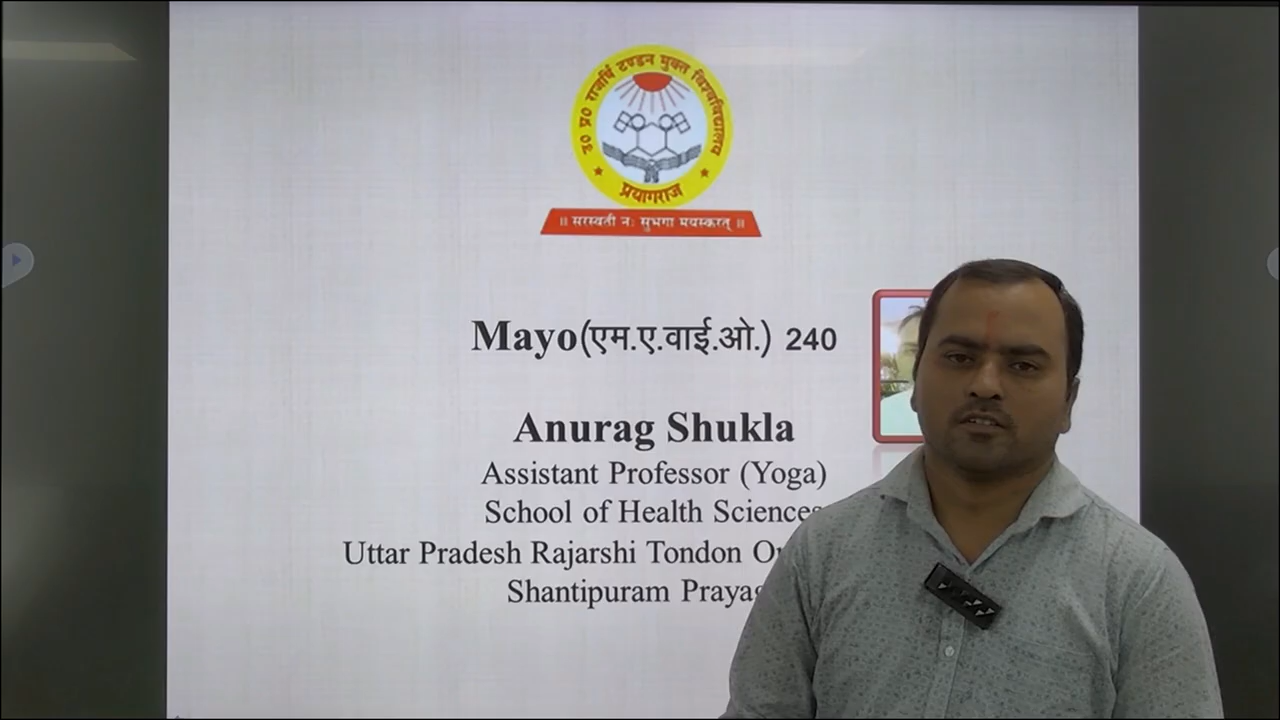 उ० प्र० राजर्षि टण्डन मुक्त विश्वविद्यालय
प्रयागराज
॥ सरस्वती नः सुभगा मयस्करत् ॥
Mayo(एम.ए.वाई.ओ.) 240
Anurag Shukla
Assistant Professor (Yoga)
School of Health Sciences
Uttar Pradesh Rajarshi Tondon
Shantipuram